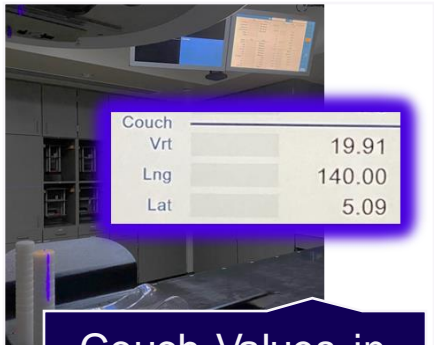 Couch
Vrt 19.91
Lng 140.00
Lat 5.09
Couch Values in